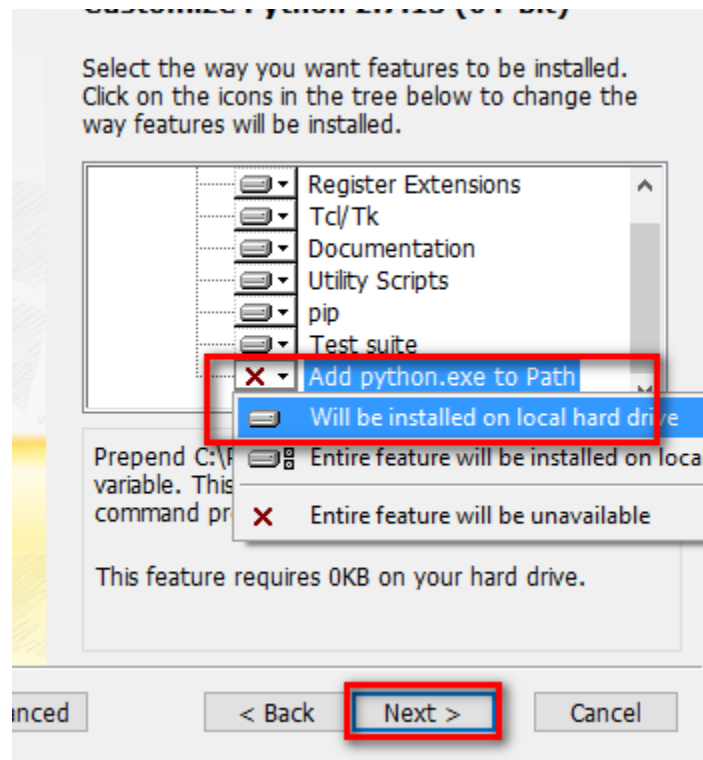 Select the way you want features to be installed.
Click on the icons in the tree below to change the
way features will be installed.
Register Extensions
Tcl/Tk
Documentation
Utility Scripts
pip
Test suite
Add python.exe to Path
Will be installed on local hard drive
Entire feature will be installed on loca
Entire feature will be unavailable
Prepend C:\
variable. This
command pr
This feature requires 0KB on your hard drive.
anced
< Back
Next >
Cancel